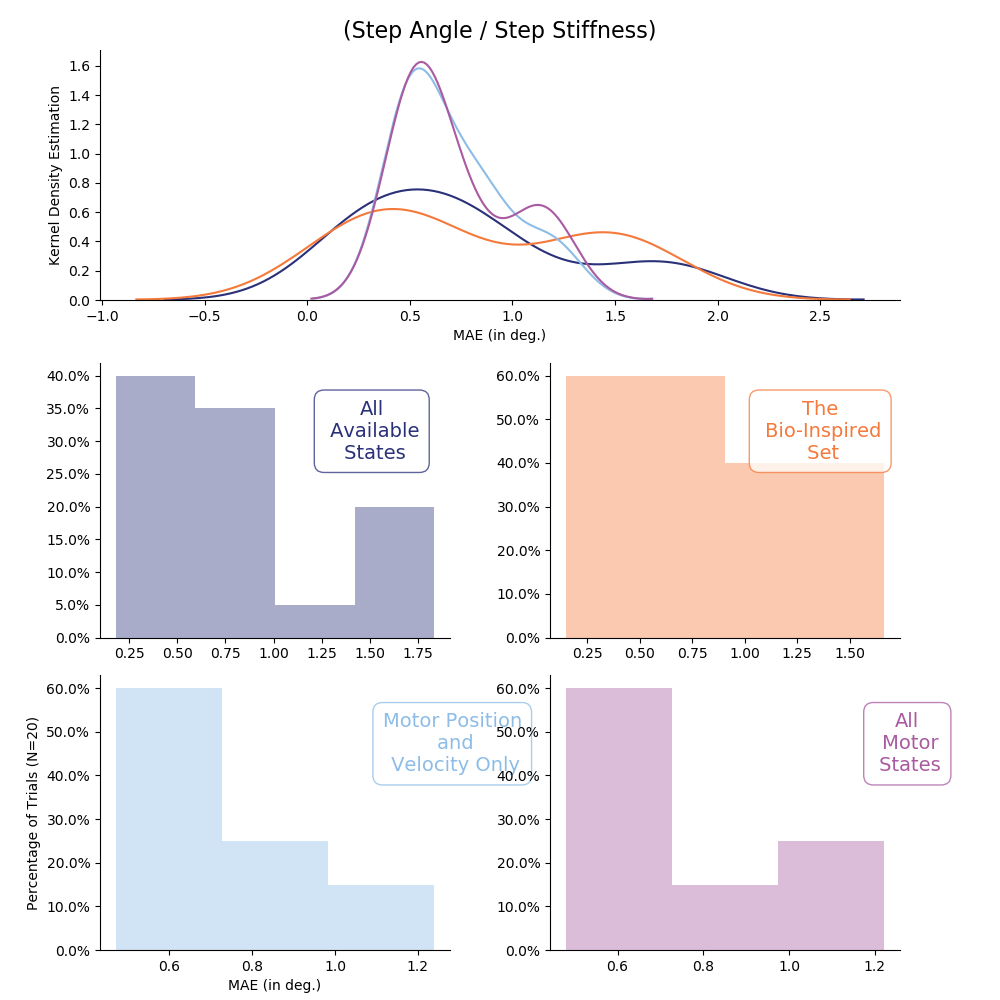 (Step Angle / Step Stiffness)
Kernel Density Estimation
1.6
1.4
1.2
1.0
0.8
0.6
0.4
0.2
0.0
−1.0 −0.5 0.0 0.5 1.0 1.5 2.0 2.5
MAE (in deg.)
40.0%
35.0%
30.0%
25.0%
20.0%
15.0%
10.0%
5.0%
0.0%
All
Available
States
0.25 0.50 0.75 1.00 1.25 1.50 1.75
60.0%
50.0%
40.0%
30.0%
20.0%
10.0%
0.0%
The
Bio-Inspired
Set
0.25 0.50 0.75 1.00 1.25 1.50
Percentage of Trials (N=20)
60.0%
50.0%
40.0%
30.0%
20.0%
10.0%
0.0%
Motor Position
and
Velocity Only
0.6 0.8 1.0 1.2
MAE (in deg.)
60.0%
50.0%
40.0%
30.0%
20.0%
10.0%
0.0%
All
Motor
States
0.6 0.8 1.0 1.2